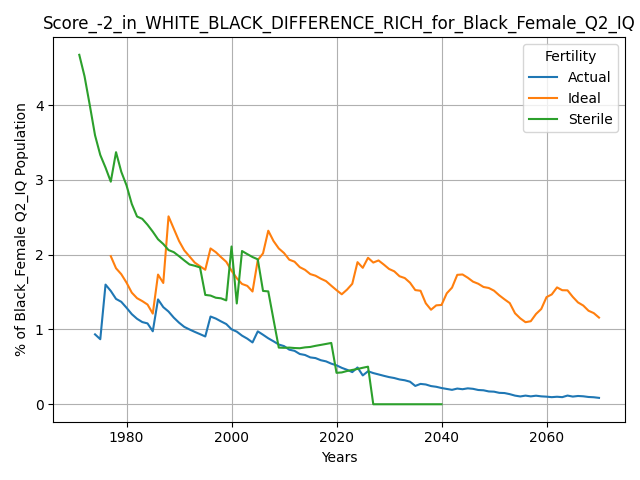 Score_-2_in_WHITE_BLACK_DIFFERENCE_RICH_for_Black_Female_Q2_IQ
Fertility
Actual
Ideal
Sterile
% of Black_Female Q2_IQ Population
4
3
2
1
0
1980
2000
2020
2040
2060
Years